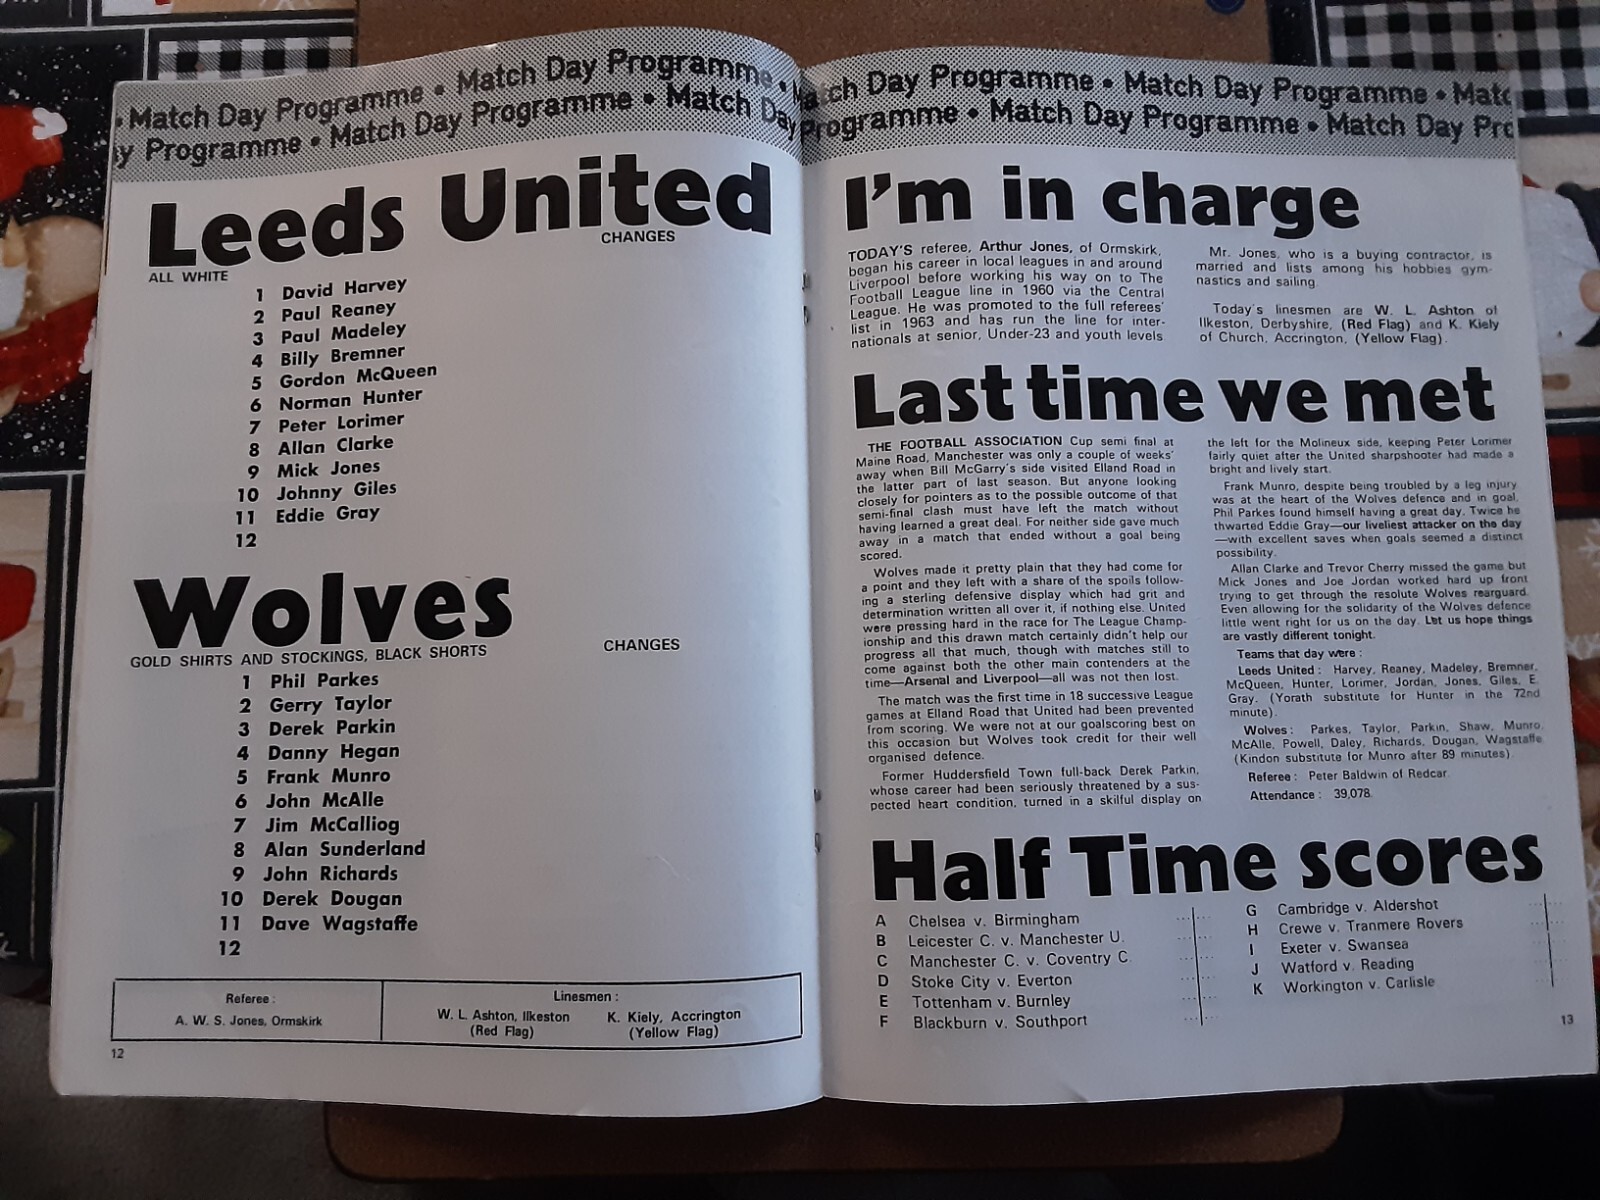 • Match Day Programme • Match Day Programme •
y Programme • Match Day Programme • Match Day
Leeds United
CHANGES
ALL WHITE
1 David Harvey
2 Paul Reaney
3 Paul Madeley
4 Billy Bremner
5 Gordon McQueen
6 Norman Hunter
7 Peter Lorimer
8 Allan Clarke
9 Mick Jones
10 Johnny Giles
11 Eddie Gray
12
Wolves
CHANGES
GOLD SHIRTS AND STOCKINGS, BLACK SHORTS
1 Phil Parkes
2 Gerry Taylor
3 Derek Parkin
4 Danny Hegan
5 Frank Munro
6 John McAlle
7 Jim McCalliog
8 Alan Sunderland
9 John Richards
10 Derek Dougan
11 Dave Wagstaffe
12
Referee :
A. W. S. Jones, Ormskirk
Linesmen :
W. L. Ashton, Ilkeston K. Kiely, Accrington
(Red Flag) (Yellow Flag)
12
atch Day Programme • Match Day Programme • Matc
Programme • Match Day Programme • Match Day Pro
I'm in charge
TODAY'S referee, Arthur Jones, of Ormskirk,
began his career in local leagues in and around
Liverpool before working his way on to The
Football League line in 1960 via the Central
League. He was promoted to the full referees'
list in 1963 and has run the line for inter-
nationals at senior, Under-23 and youth levels
Mr. Jones, who is a buying contractor, is
married and lists among his hobbies gym-
nastics and sailing.
Today's linesmen are W. L. Ashton of
Ilkeston, Derbyshire, (Red Flag) and K. Kiely
of Church, Accrington, (Yellow Flag).
Last time we met
THE FOOTBALL ASSOCIATION Cup semi final at
Maine Road, Manchester was only a couple of weeks'
away when Bill McGarry's side visited Elland Road in
the latter part of last season. But anyone looking
closely for pointers as to the possible outcome of that
semi-final clash must have left the match without
having learned a great deal. For neither side gave much
away in a match that ended without a goal being
scored.
Wolves made it pretty plain that they had come for
a point and they left with a share of the spoils follow-
ing a sterling defensive display which had grit and
determination written all over it, if nothing else. United
were pressing hard in the race for The League Champ-
ionship and this drawn match certainly didn't help our
progress all that much, though with matches still to
come against both the other main contenders at the
time—Arsenal and Liverpool—all was not then lost.
The match was the first time in 18 successive League
games at Elland Road that United had been prevented
from scoring. We were not at our goalscoring best on
this occasion but Wolves took credit for their well
organised defence.
Former Huddersfield Town full-back Derek Parkin,
whose career had been seriously threatened by a sus-
pected heart condition, turned in a skilful display on
the left for the Molineux side, keeping Peter Lorimer
fairly quiet after the United sharpshooter had made a
bright and lively start.
Frank Munro, despite being troubled by a leg injury
was at the heart of the Wolves defence and in goal,
Phil Parkes found himself having a great day. Twice he
thwarted Eddie Gray—our liveliest attacker on the day
—with excellent saves when goals seemed a distinct
possibility.
Allan Clarke and Trevor Cherry missed the game but
Mick Jones and Joe Jordan worked hard up front
trying to get through the resolute Wolves rearguard.
Even allowing for the solidarity of the Wolves defence
little went right for us on the day. Let us hope things
are vastly different tonight.
Teams that day were :
Leeds United : Harvey, Reaney, Madeley, Bremner,
McQueen, Hunter, Lorimer, Jordan, Jones, Giles, E.
Gray. (Yorath substitute for Hunter in the 72nd
minute).
Wolves : Parkes, Taylor, Parkin, Shaw, Munro,
McAlle, Powell, Daley, Richards, Dougan, Wagstaffe.
(Kindon substitute for Munro after 89 minutes).
Referee : Peter Baldwin of Redcar.
Attendance : 39,078.
Half Time scores
A Chelsea v. Birmingham
B Leicester C. v. Manchester U.
C Manchester C. v. Coventry C.
D Stoke City v. Everton
E Tottenham v. Burnley
F Blackburn v. Southport
G Cambridge v. Aldershot
H Crewe v. Tranmere Rovers
I Exeter v. Swansea
J Watford v. Reading
K Workington v. Carlisle
13